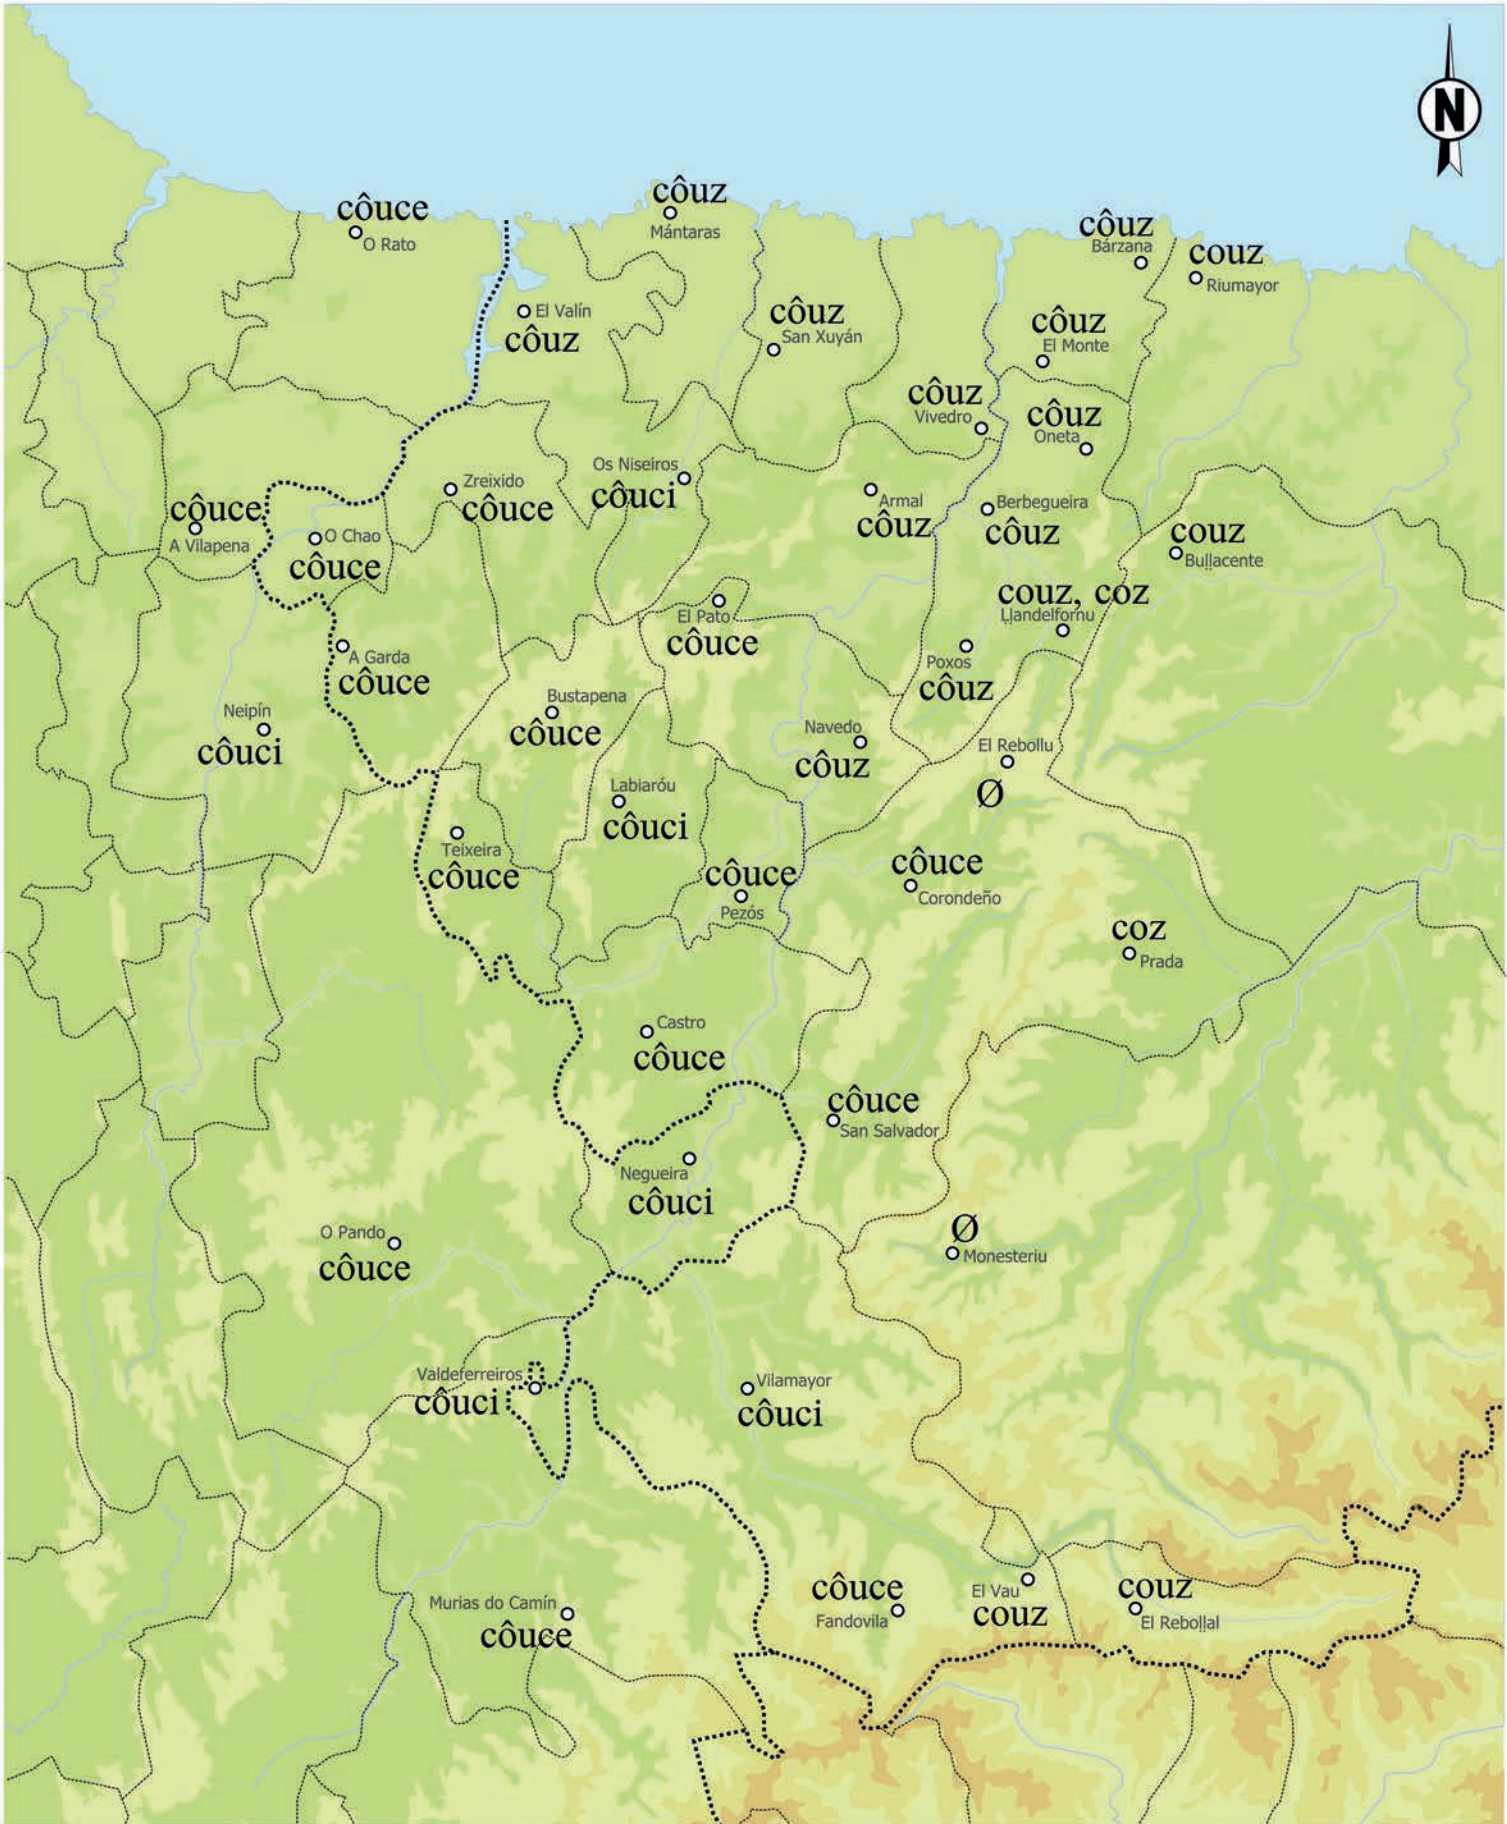 N
côuz
Mántaras
côuce
O Rato
côuz
Bárzana
couz
Riumayor
El Valín
côuz
côuz
San Xuyán
côuz
El Monte
côuz
Vivedro
côuz
Oneta
Os Niseiros
côuci
Zreixido
côuce
Armal
côuz
Berbegueira
côuz
côuce
A Vilapena
O Chao
côuce
couz
Buḷḷacente
couz, coz
Ḷḷandelfornu
El Pato
côuce
A Garda
côuce
Poxos
côuz
Bustapena
côuce
Neipín
côuci
Navedo
côuz
El Rebollu
Ø
Labiaróu
côuci
Teixeira
côuce
côuce
Pezós
côuce
Corondeño
coz
Prada
Castro
côuce
côuce
San Salvador
Negueira
côuci
O Pando
côuce
Ø
Monesteriu
Valdeferreiros
côuci
Vilamayor
côuci
côuce
Fandovila
El Vau
couz
couz
El Reboḷḷal
Murias do Camín
côuce